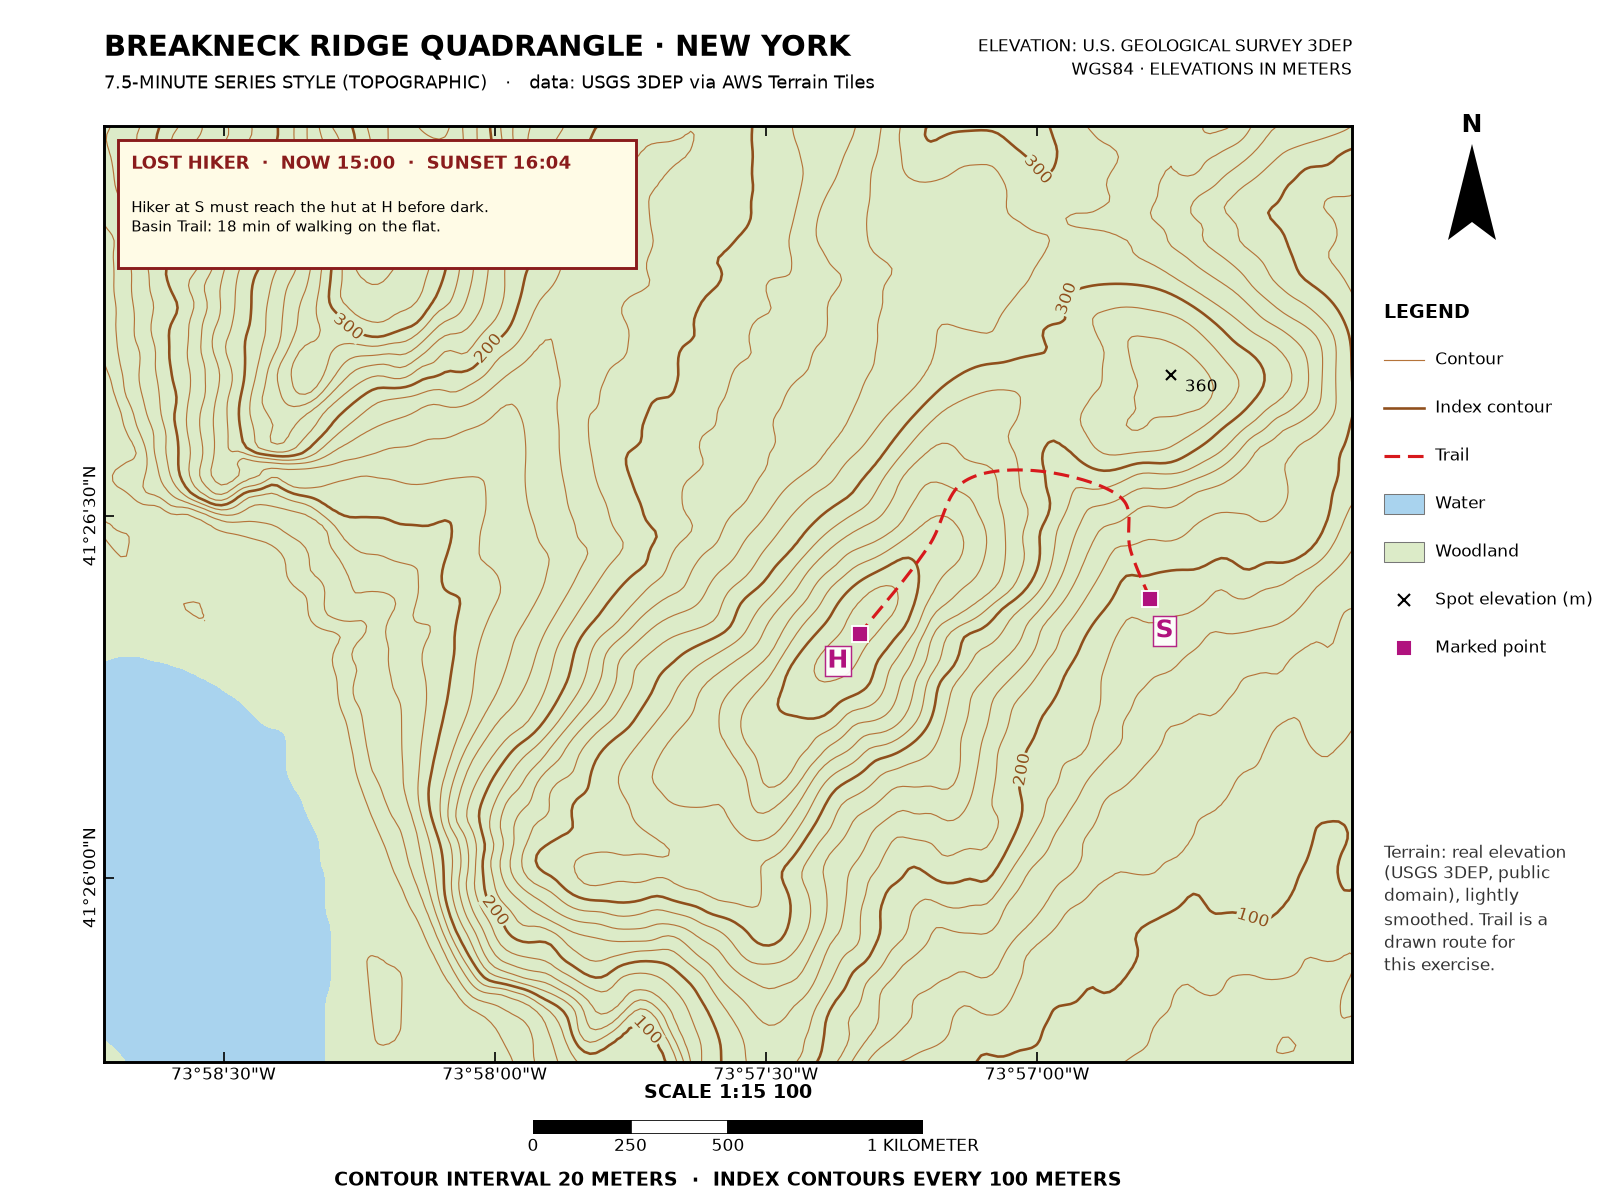 BREAKNECK RIDGE QUADRANGLE · NEW YORK
7.5-MINUTE SERIES STYLE (TOPOGRAPHIC) · data: USGS 3DEP via AWS Terrain Tiles
ELEVATION: U.S. GEOLOGICAL SURVEY 3DEP
WGS84 · ELEVATIONS IN METERS
LOST HIKER · NOW 15:00 · SUNSET 16:04
Hiker at S must reach the hut at H before dark.
Basin Trail: 18 min of walking on the flat.
300
300
300
200
360
H
S
200
200
100
100
41°26'30"N
41°26'00"N
73°58'30"W
73°58'00"W
73°57'30"W
73°57'00"W
N
LEGEND
Contour
Index contour
Trail
Water
Woodland
Spot elevation (m)
Marked point
Terrain: real elevation
(USGS 3DEP, public
domain), lightly
smoothed. Trail is a
drawn route for
this exercise.
SCALE 1:15 100
0
250
500
1 KILOMETER
CONTOUR INTERVAL 20 METERS · INDEX CONTOURS EVERY 100 METERS